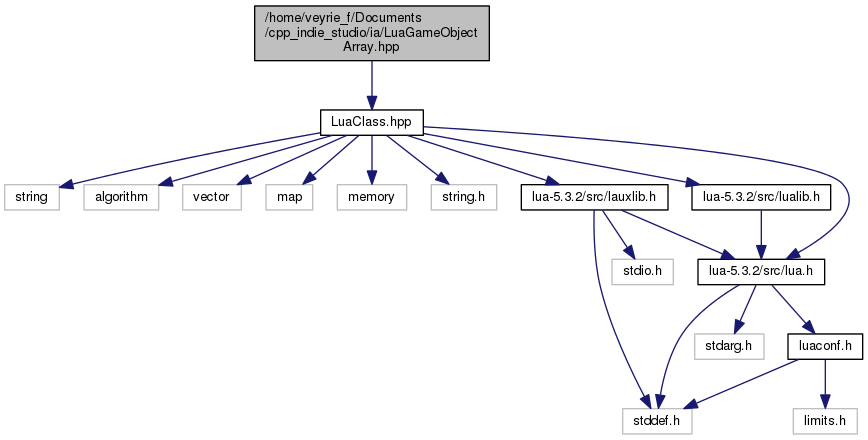 /home/veyrie_f/Documents
/cpp_indie_studio/ia/LuaGameObject
Array.hpp
LuaClass.hpp
string
algorithm
vector
map
memory
string.h
lua-5.3.2/src/lauxlib.h
lua-5.3.2/src/lualib.h
stdio.h
lua-5.3.2/src/lua.h
stdarg.h
luaconf.h
stddef.h
limits.h